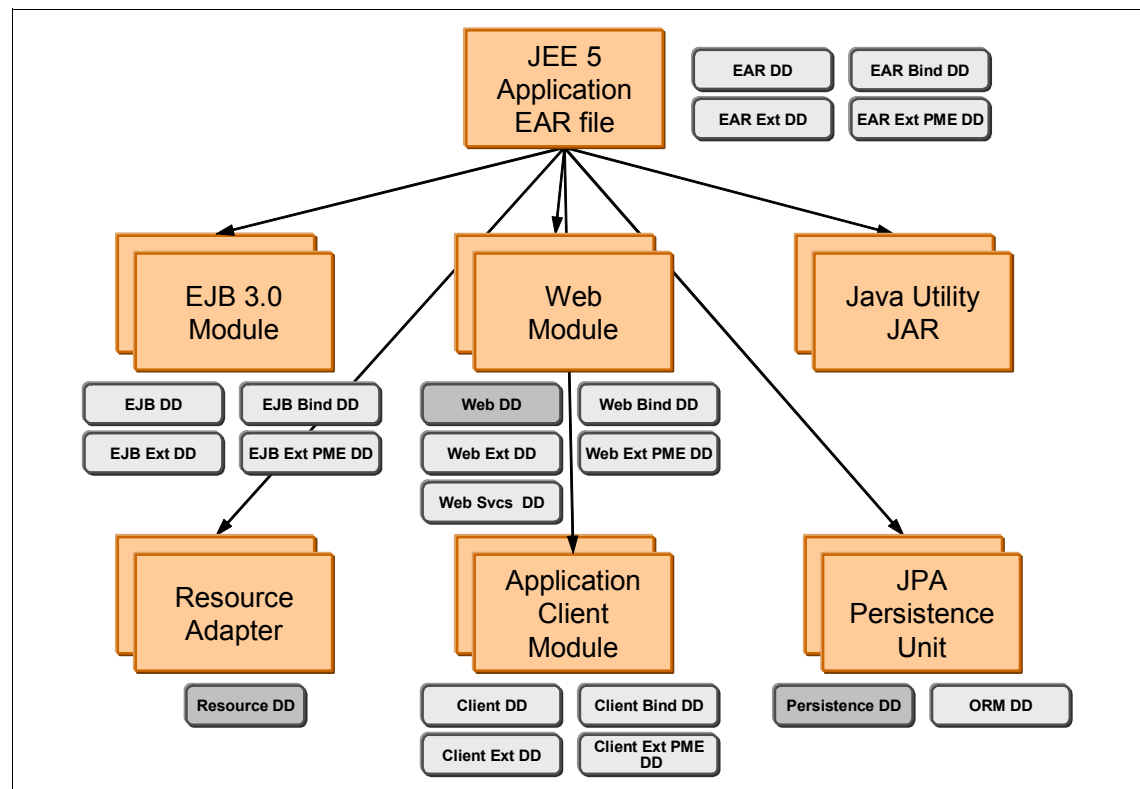 JEE 5
Application
EAR file
EAR DD
EAR Bind DD
EAR Ext DD
EAR Ext PME DD
EJB 3.0
Module
Web
Module
Java Utility
JAR
EJB DD
EJB Bind DD
EJB Ext DD
EJB Ext PME DD
Web DD
Web Bind DD
Web Ext DD
Web Ext PME DD
Web Svcs DD
Resource
Adapter
Application
Client
Module
JPA
Persistence
Unit
Resource DD
Client DD
Client Bind DD
Client Ext DD
Client Ext PME
DD
Persistence DD
ORM DD